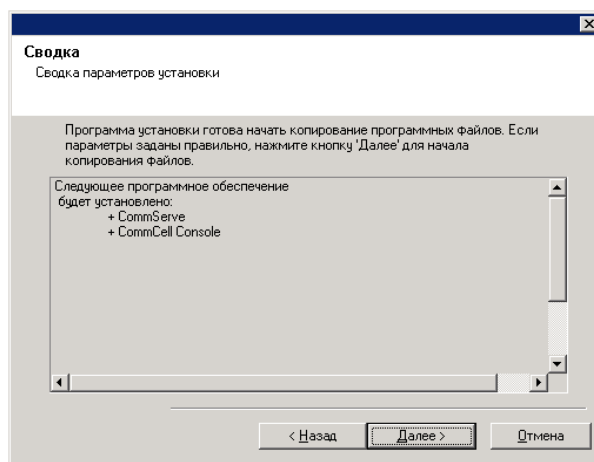 Сводка
Сводка параметров установки
Программа установки готова начать копирование программных файлов. Если
параметры заданы правильно, нажмите кнопку 'Далее' для начала
копирования файлов.
Следующее программное обеспечение
будет установлено:
+ CommServe
+ CommCell Console
< Назад
Далее >
Отмена